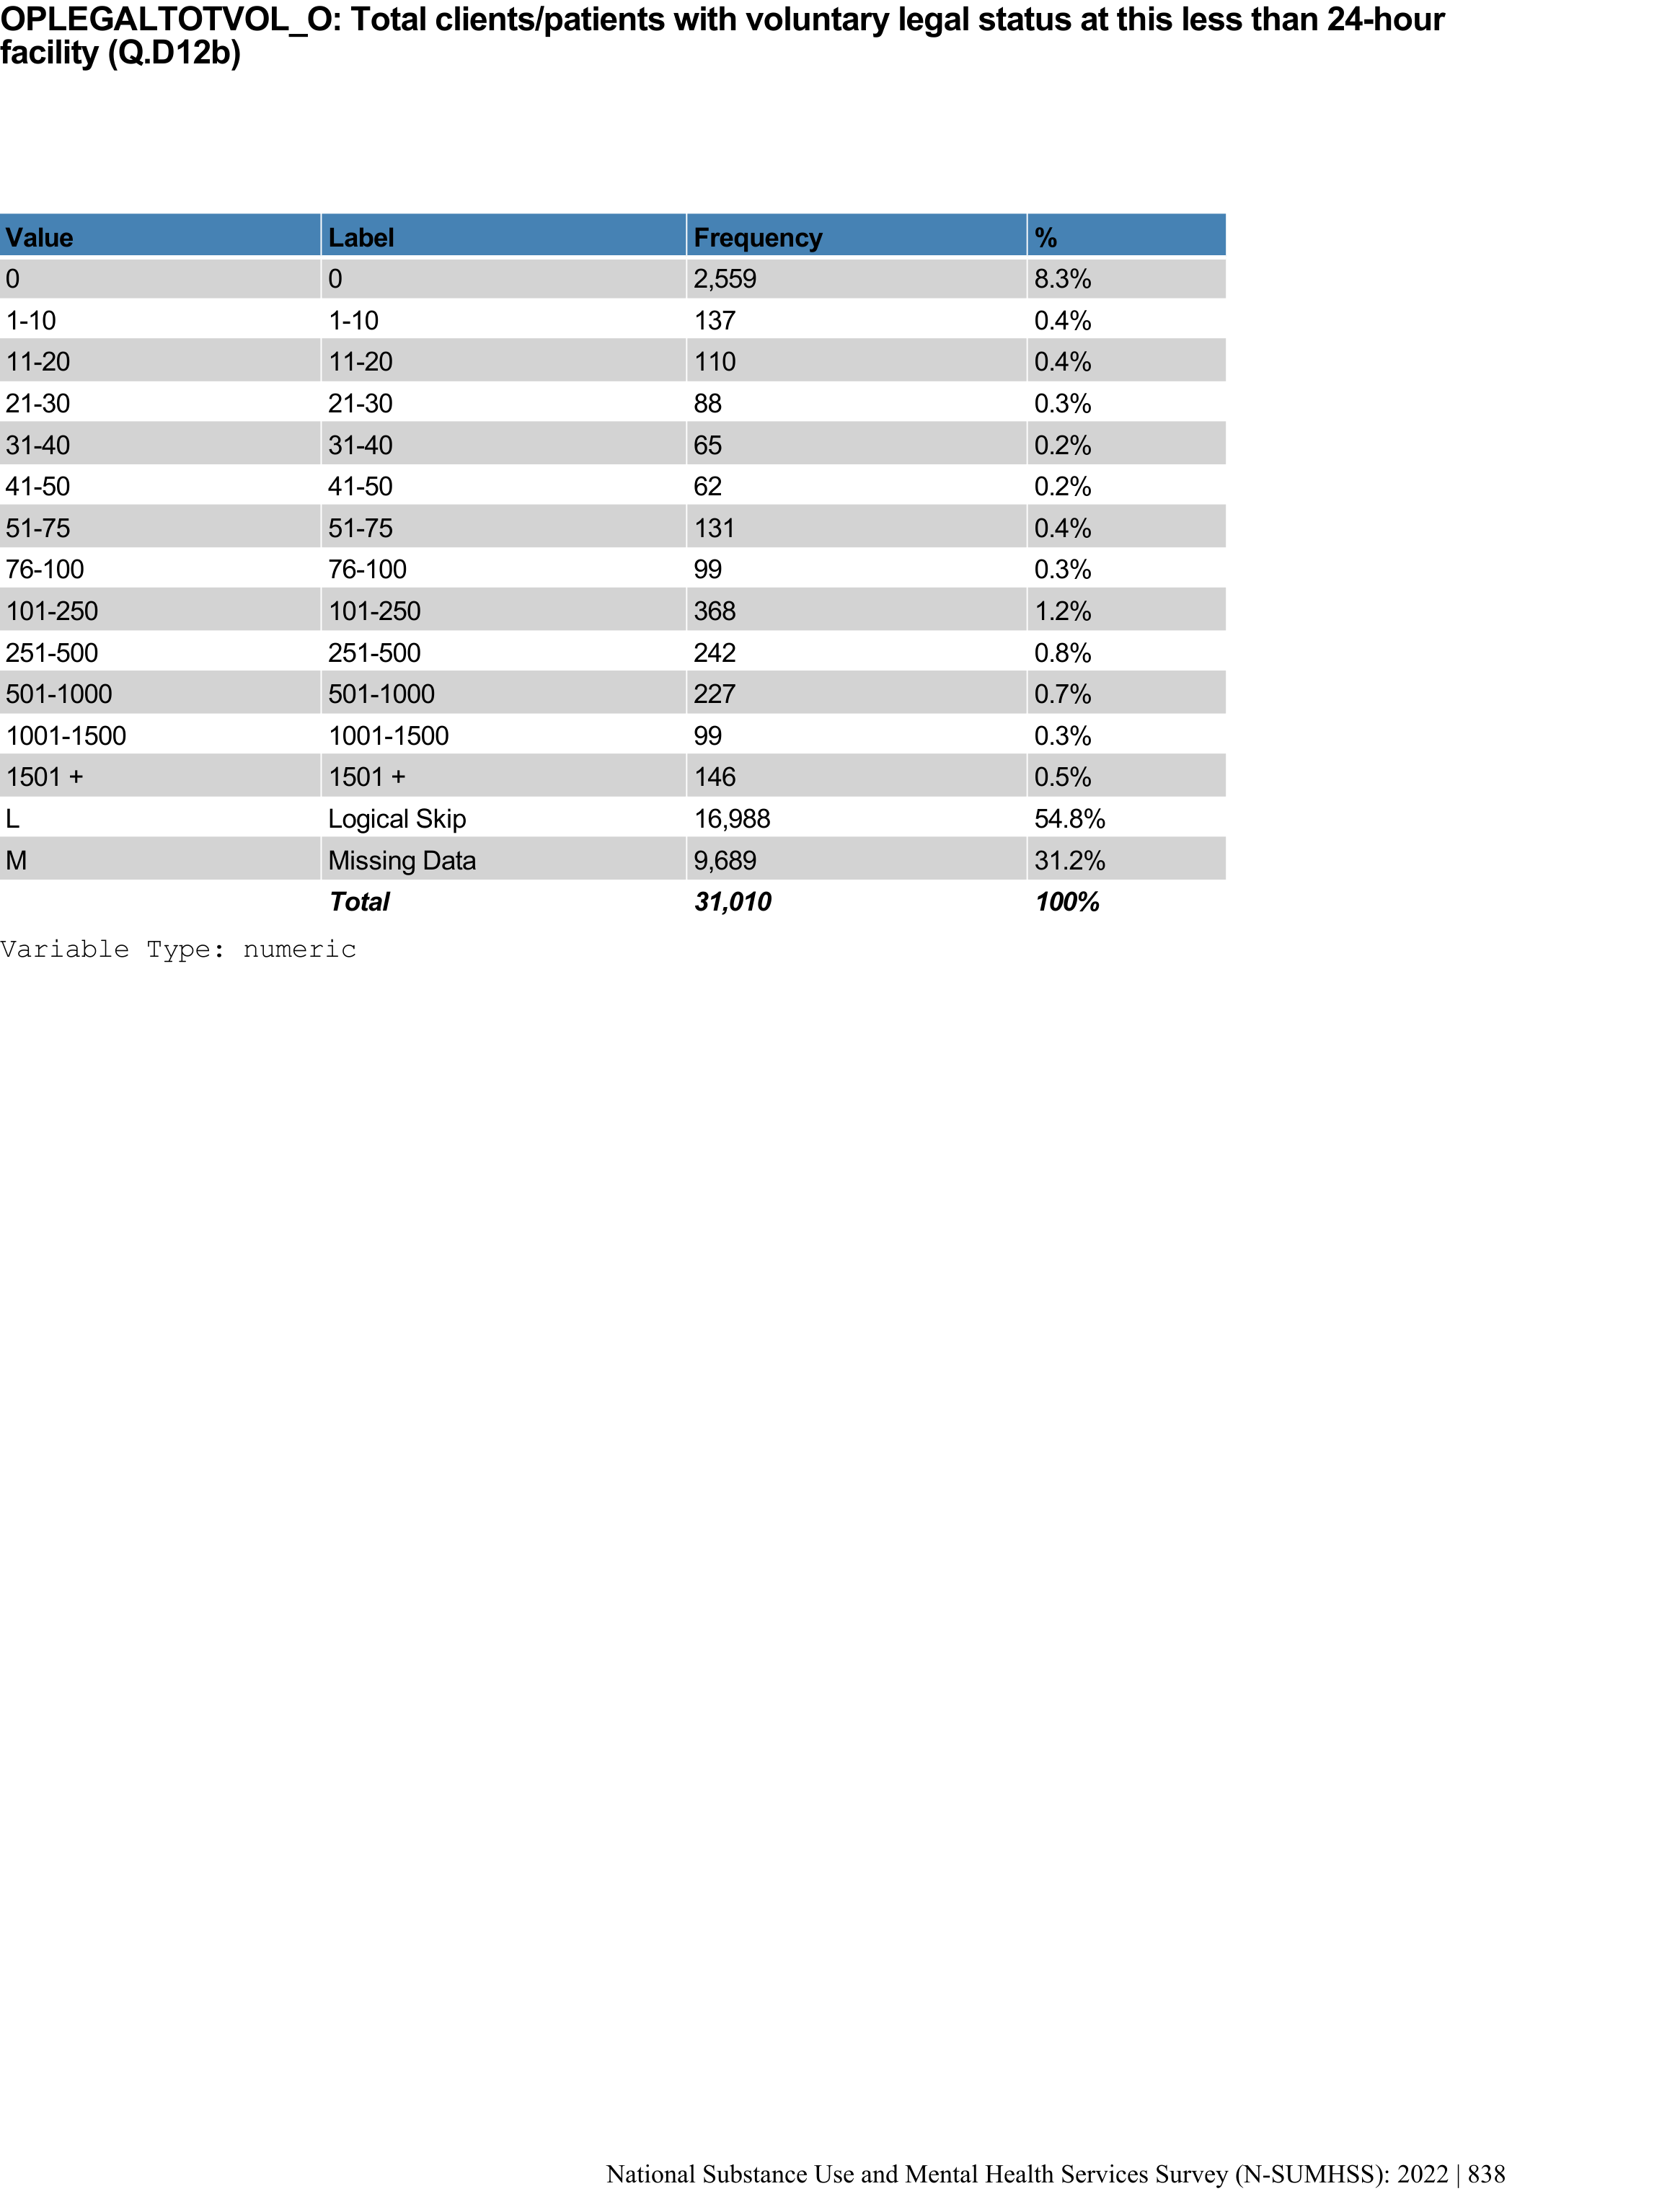 OPLEGALTOTVOL_O: Total clients/patients with voluntary legal status at this less than 24-hour
facility (Q.D12b)
Value Label Frequency %
0 0 2,559 8.3%
1-10 1-10 137 0.4%
11-20 11-20 110 0.4%
21-30 21-30 88 0.3%
31-40 31-40 65 0.2%
41-50 41-50 62 0.2%
51-75 51-75 131 0.4%
76-100 76-100 99 0.3%
101-250 101-250 368 1.2%
251-500 251-500 242 0.8%
501-1000 501-1000 227 0.7%
1001-1500 1001-1500 99 0.3%
1501 + 1501 + 146 0.5%
L Logical Skip 16,988 54.8%
M Missing Data 9,689 31.2%
Total 31,010 100%
Variable Type: numeric
National Substance Use and Mental Health Services Survey (N-SUMHSS): 2022 | 838